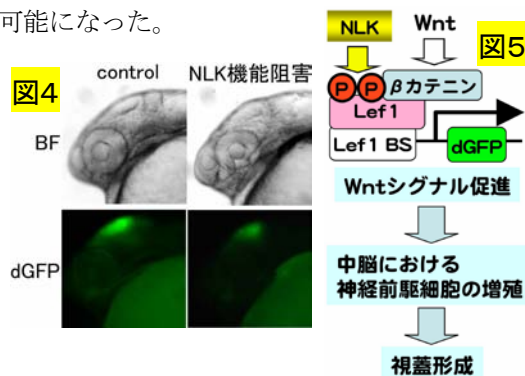 可能になった。
図4
control NLK機能阻害
BF
dGFP
図5
NLK Wnt
P P βカテニン
Lef1
Lef1 BS dGFP
Wntシグナル促進
中脳における
神経前駆細胞の増殖
視蓋形成